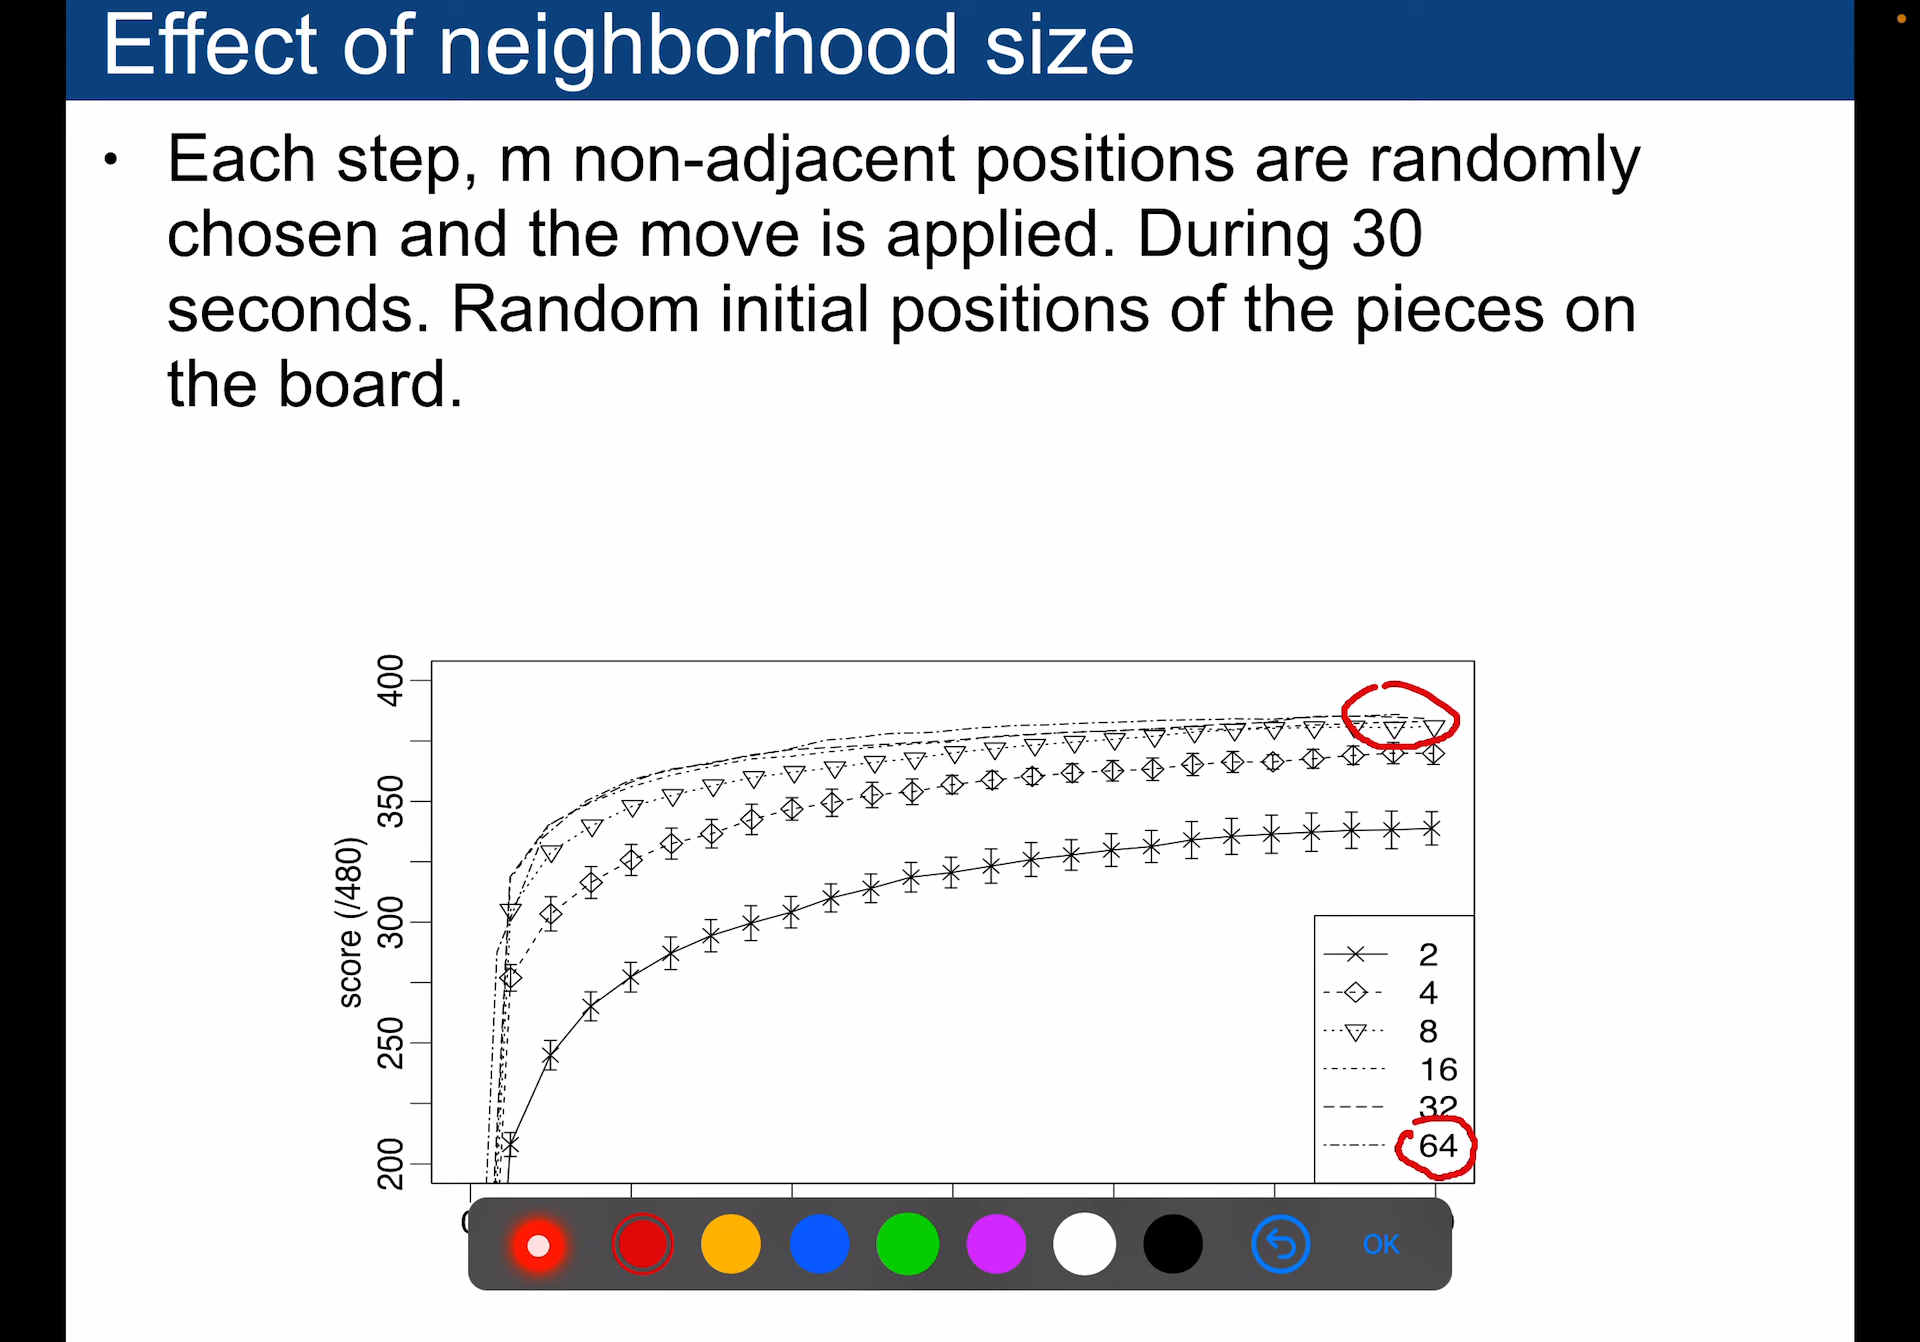 Effect of neighborhood size
• Each step, m non-adjacent positions are randomly
chosen and the move is applied. During 30
seconds. Random initial positions of the pieces on
the board.
400
350
300
250
200
score (/480)
2
4
8
16
32
64
OK